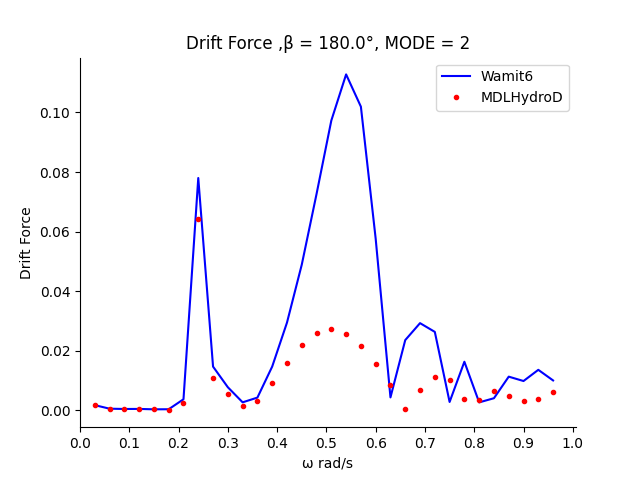 Drift Force ,β = 180.0°, MODE = 2
Wamit6
MDLHydroD
Drift Force
0.10
0.08
0.06
0.04
0.02
0.00
0.0 0.1 0.2 0.3 0.4 0.5 0.6 0.7 0.8 0.9 1.0
ω rad/s